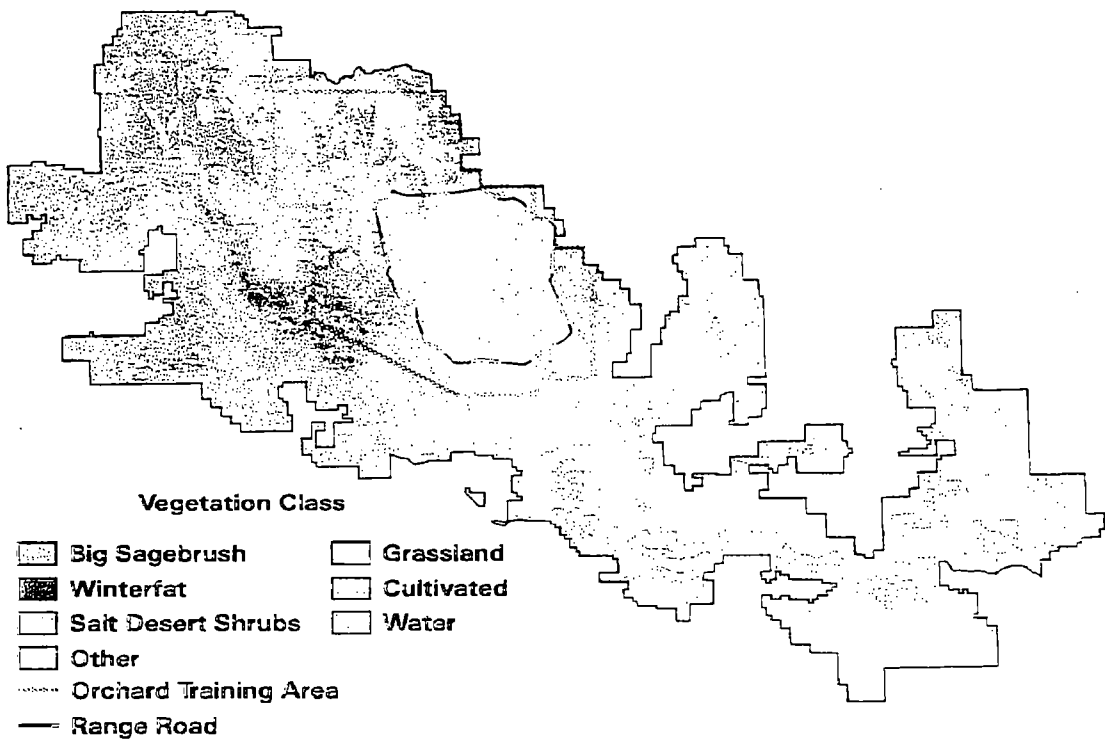 Vegetation Class
Big Sagebrush
Winterfat
Salt Desert Shrubs
Other
Orchard Training Area
Range Road
Grassland
Cultivated
Water